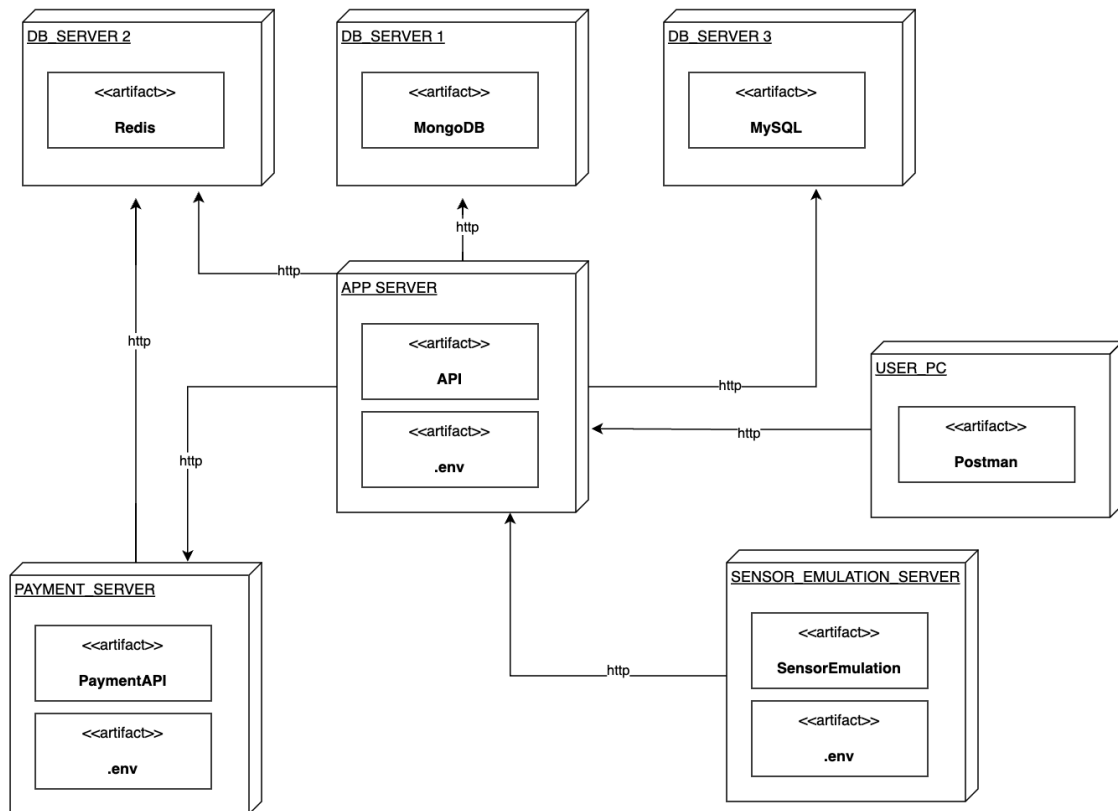 DB_SERVER 2
<<artifact>>
Redis
DB_SERVER 1
<<artifact>>
MongoDB
DB_SERVER 3
<<artifact>>
MySQL
http
http
http
APP SERVER
<<artifact>>
API
<<artifact>>
.env
http
http
http
http
USER_PC
<<artifact>>
Postman
PAYMENT_SERVER
<<artifact>>
PaymentAPI
<<artifact>>
.env
http
SENSOR_EMULATION_SERVER
<<artifact>>
SensorEmulation
<<artifact>>
.env